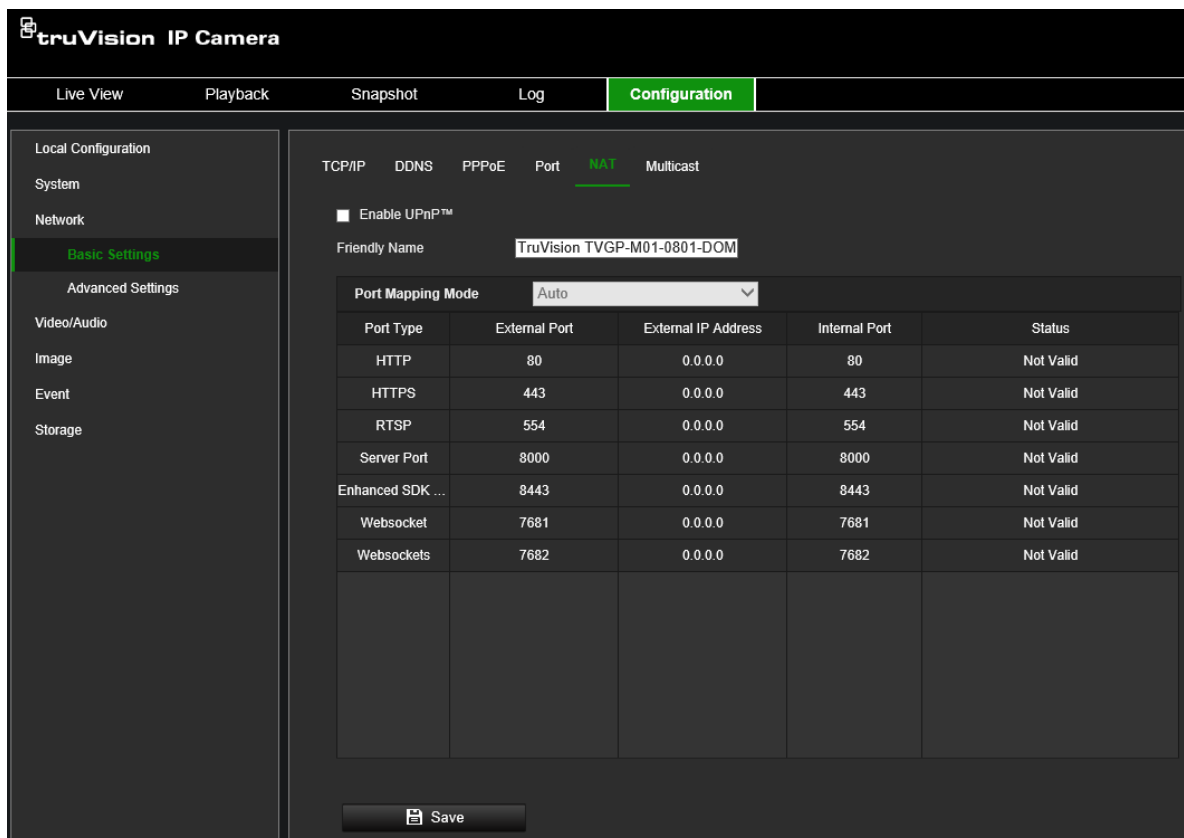 truVision IP Camera
Live View Playback Snapshot Log Configuration
Local Configuration
System
Network
Basic Settings
Advanced Settings
Video/Audio
Image
Event
Storage
TCP/IP DDNS PPPoE Port NAT Multicast
Enable UPnP™
Friendly Name TruVision TVGP-M01-0801-DOM
Port Mapping Mode Auto
Port Type External Port External IP Address Internal Port Status
HTTP 80 0.0.0.0 80 Not Valid
HTTPS 443 0.0.0.0 443 Not Valid
RTSP 554 0.0.0.0 554 Not Valid
Server Port 8000 0.0.0.0 8000 Not Valid
Enhanced SDK ... 8443 0.0.0.0 8443 Not Valid
Websocket 7681 0.0.0.0 7681 Not Valid
Websockets 7682 0.0.0.0 7682 Not Valid
Save